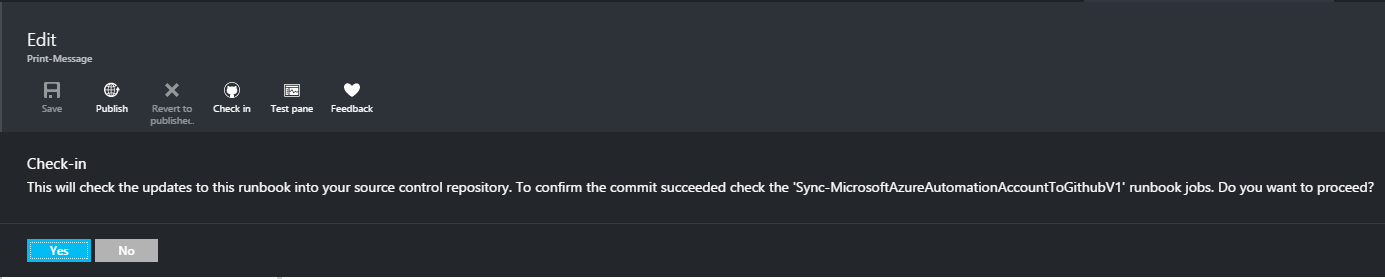 Edit
Print-Message
Save
Publish
Revert to
publishe...
Check in
Test pane
Feedback
Check-in
This will check the updates to this runbook into your source control repository. To confirm the commit succeeded check the 'Sync-MicrosoftAzureAutomationAccountToGithubV1' runbook jobs. Do you want to proceed?
Yes
No